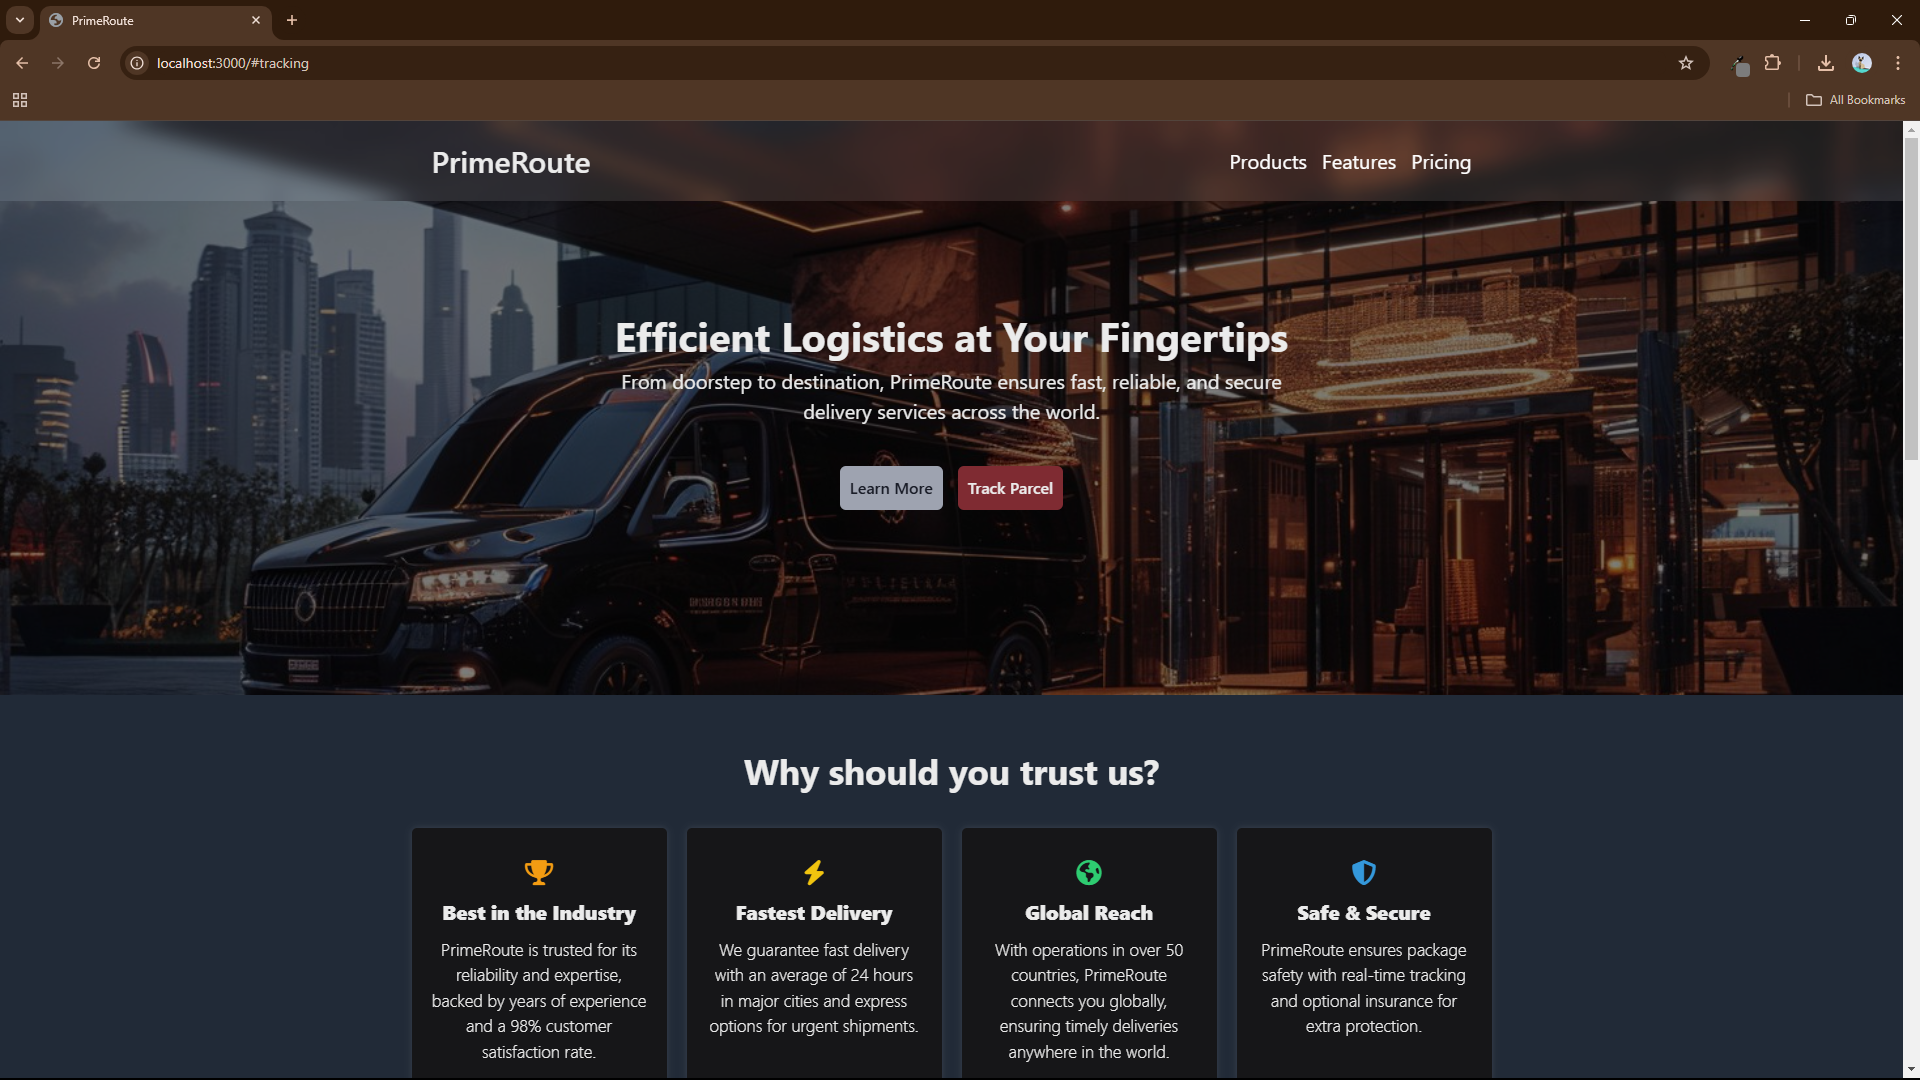 PrimeRoute
localhost:3000/#tracking
All Bookmarks
PrimeRoute
Products Features Pricing
Efficient Logistics at Your Fingertips
From doorstep to destination, PrimeRoute ensures fast, reliable, and secure
delivery services across the world.
Learn More Track Parcel
Why should you trust us?
Best in the Industry
PrimeRoute is trusted for its
reliability and expertise,
backed by years of experience
and a 98% customer
satisfaction rate.
Fastest Delivery
We guarantee fast delivery
with an average of 24 hours
in major cities and express
options for urgent shipments.
Global Reach
With operations in over 50
countries, PrimeRoute
connects you globally,
ensuring timely deliveries
anywhere in the world.
Safe & Secure
PrimeRoute ensures package
safety with real-time tracking
and optional insurance for
extra protection.